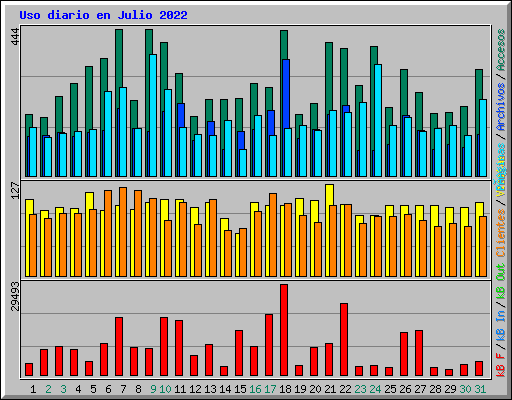 Uso diario en Julio 2022
444
127
29493
Accesos
/
Archivos
/
Páginas
Visitas
/
Clientes
kB Out
/
kB In
/
kB F
1 2 3 4 5 6 7 8 9 10 11 12 13 14 15 16 17 18 19 20 21 22 23 24 25 26 27 28 29 30 31